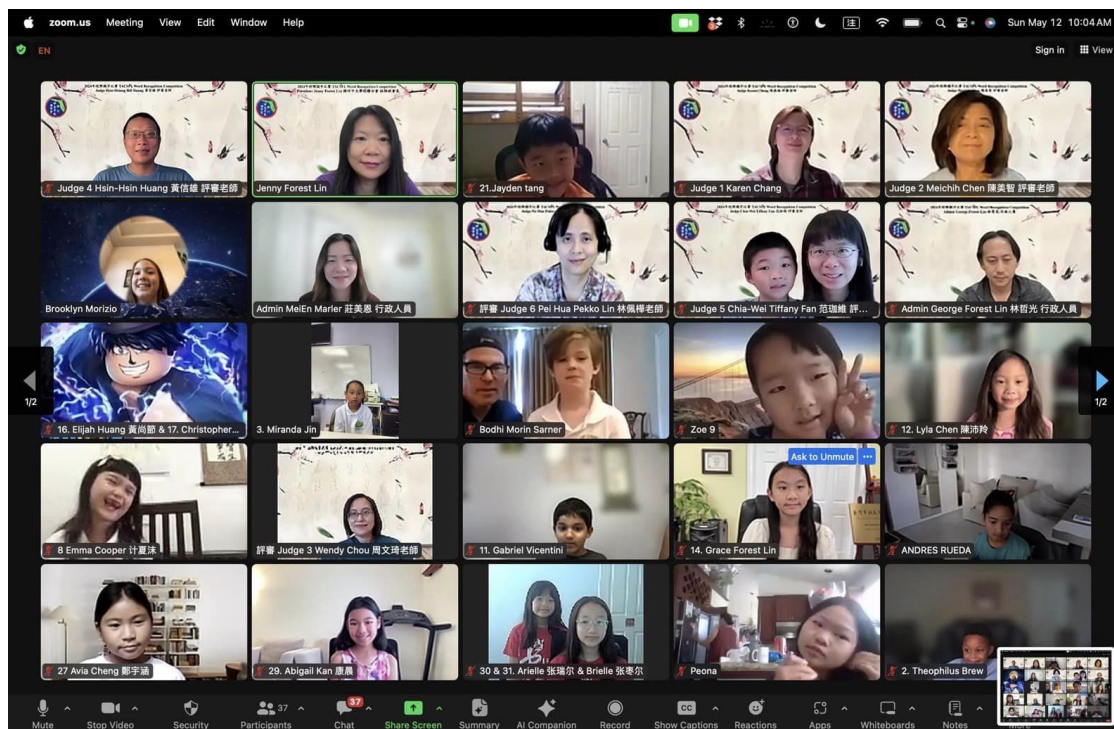 zoom.us Meeting View Edit Window Help
注
Sun May 12 10:04 AM
EN
Sign in
View
Judge 4 Hsin-Hsin Huang 黃信雄 評審老師
Jenny Forest Lin
21.Jayden tang
Judge 1 Karen Chang
Judge 2 Meichih Chen 陳美智 評審老師
Brooklyn Morizio
Admin MeiEn Marler 莊美恩 行政人員
評審 Judge 6 Pei Hua Pekko Lin 林佩樺老師
Judge 5 Chia-Wei Tiffany Fan 范珈維 評...
Admin George Forest Lin 林哲光 行政人員
1/2
16. Elijah Huang 黃尚節 & 17. Christopher...
3. Miranda Jin
Bodhi Morin Sarner
Zoe 9
12. Lyla Chen 陳沛羚
1/2
Ask to Unmute ...
8 Emma Cooper 计夏沫
評審 Judge 3 Wendy Chou 周文琦老師
11. Gabriel Vicentini
14. Grace Forest Lin
ANDRES RUEDA
27 Avia Cheng 鄭宇涵
29. Abigail Kan 康晨
30 & 31. Arielle 张瑞尔 & Brielle 张枣尔
Peona
2. Theophilus Brew
37
37
Mute
Stop Video
Security
Participants
Chat
Share Screen
Summary
AI Companion
Record
CC
Show Captions
Reactions
Apps
Whiteboards
Notes
More